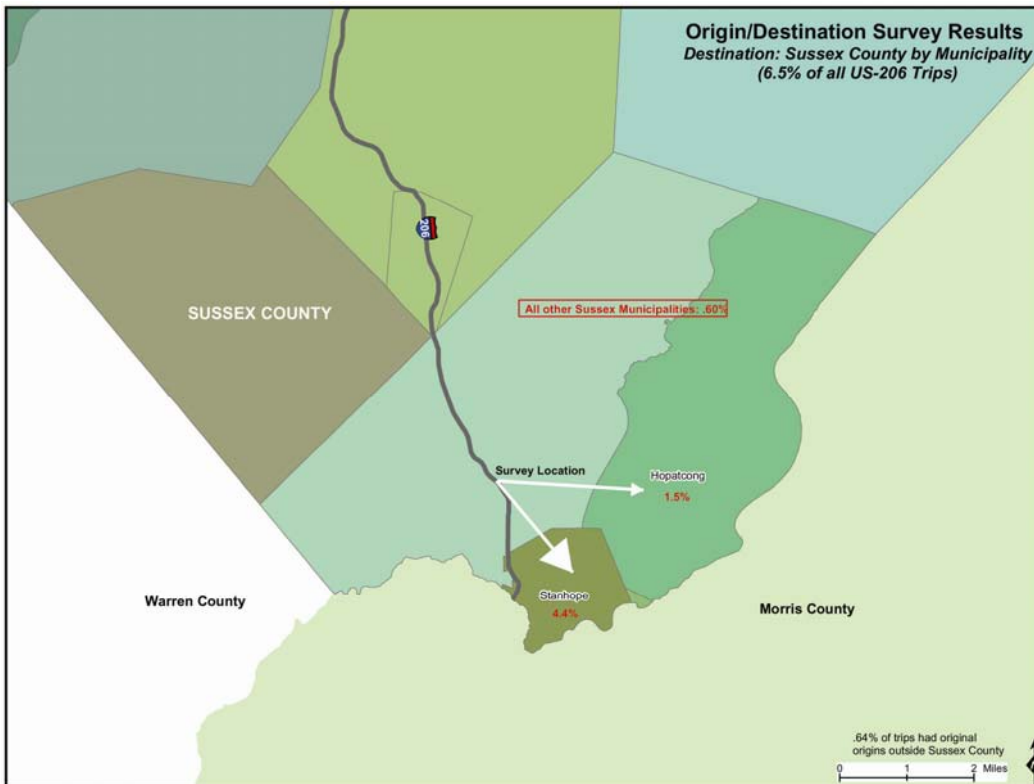 Origin/Destination Survey Results
Destination: Sussex County by Municipality
(6.5% of all US-206 Trips)
206
SUSSEX COUNTY
All other Sussex Municipalities: .60%
Survey Location
Hopatcong
1.5%
Stanhope
4.4%
Warren County
Morris County
.64% of trips had original
origins outside Sussex County
0 1 2 Miles